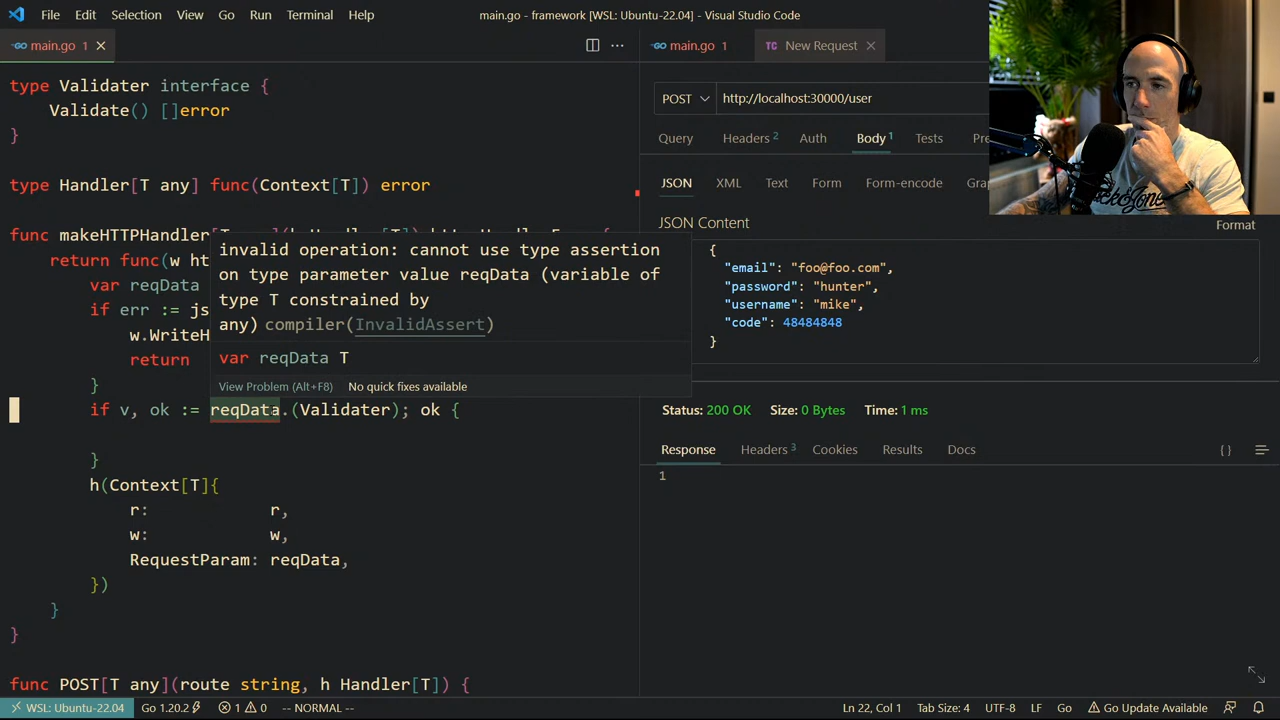 File Edit Selection View Go Run Terminal Help
main.go - framework [WSL: Ubuntu-22.04] - Visual Studio Code
main.go 1
type Validater interface {
Validate() []error
}
type Handler[T any] func(Context[T]) error
func makeHTTPHandler
return func(w ht
var reqData
if err := js
w.WriteH
return
}
invalid operation: cannot use type assertion
on type parameter value reqData (variable of
type T constrained by
any) compiler(InvalidAssert)
var reqData T
View Problem (Alt+F8) No quick fixes available
if v, ok := reqData.(Validater); ok {
}
h(Context[T]{
r: r,
w: w,
RequestParam: reqData,
})
}
}
func POST[T any](route string, h Handler[T]) {
main.go 1 TC New Request
POST http://localhost:30000/user
Query Headers 2 Auth Body 1 Tests Pre
JSON XML Text Form Form-encode Gra
JSON Content
Format
{
"email": "foo@foo.com",
"password": "hunter",
"username": "mike",
"code": 48484848
}
Status: 200 OK Size: 0 Bytes Time: 1 ms
Response Headers 3 Cookies Results Docs { }
1
WSL: Ubuntu-22.04 Go 1.20.2 1 0 -- NORMAL -- Ln 22, Col 1 Tab Size: 4 UTF-8 LF Go Go Update Available